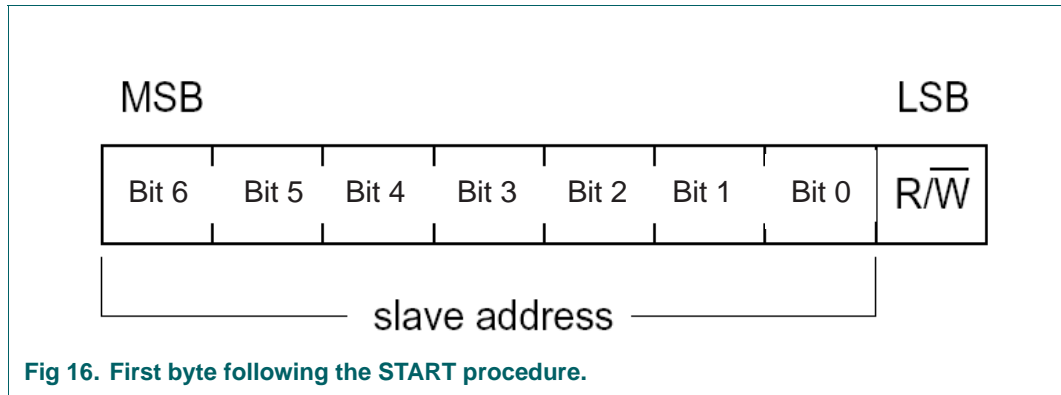 MSB LSB
Bit 6 Bit 5 Bit 4 Bit 3 Bit 2 Bit 1 Bit 0 R/W̅
slave address
Fig 16. First byte following the START procedure.